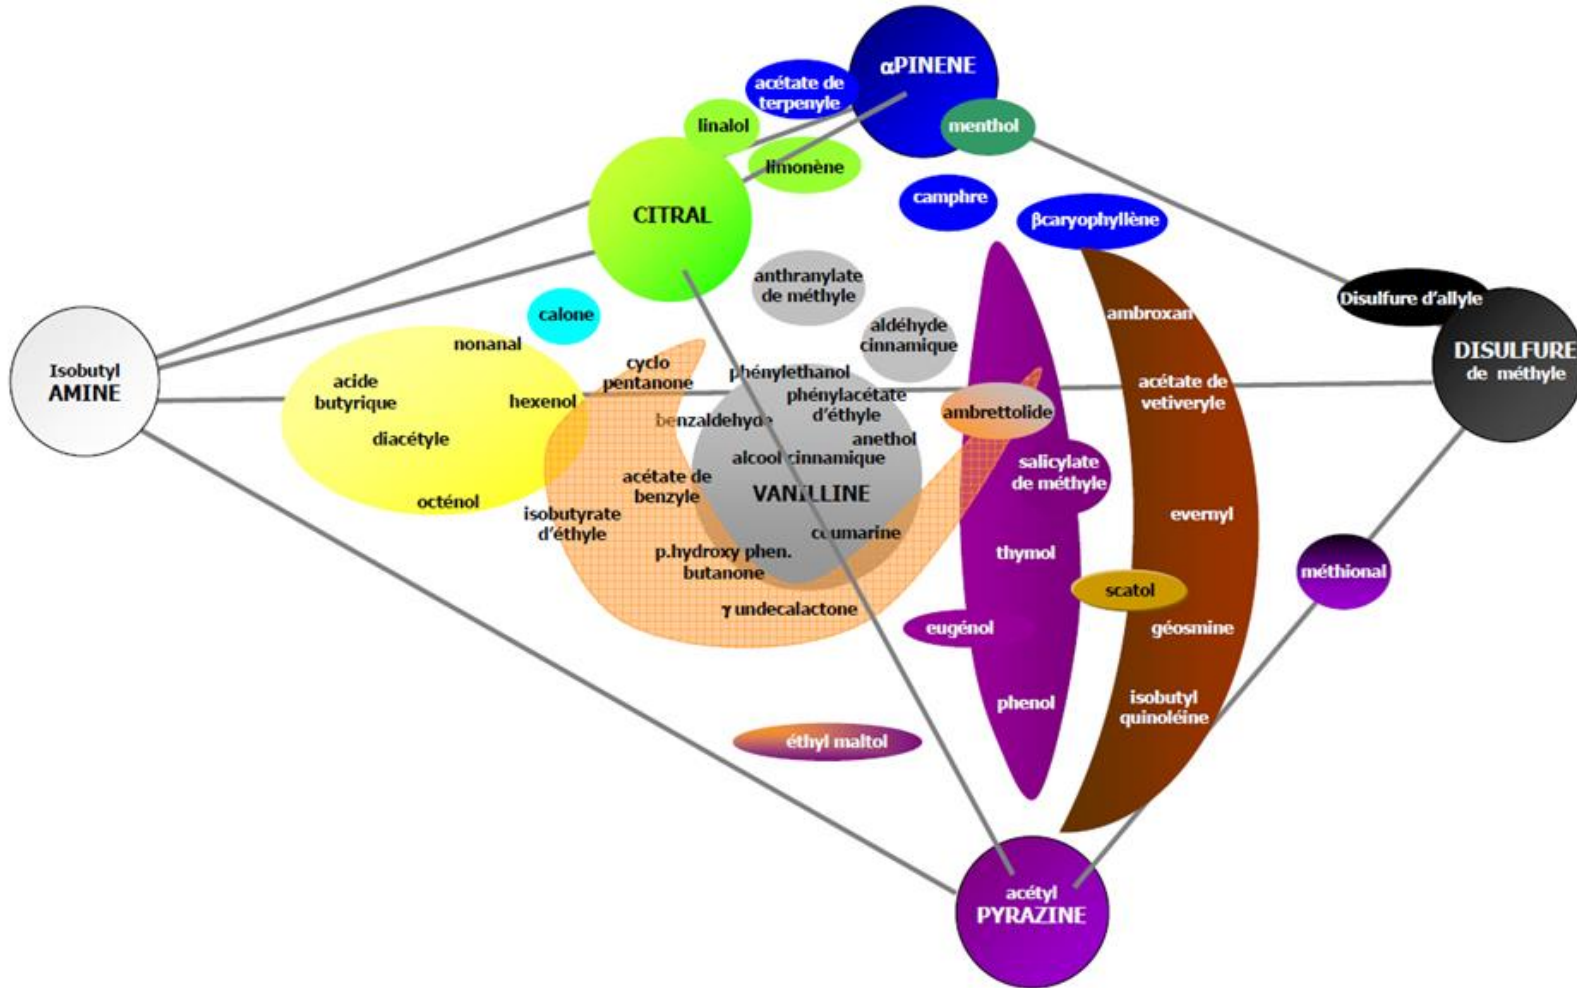 αPINENE
acétate de
terpenyle
linalol
menthol
limonène
camphre
CITRAL
βcaryophyllène
anthranylate
de méthyle
Disulfure d'allyle
calone
ambroxan
aldéhyde
cinnamique
nonanal
DISULFURE
de méthyle
Isobutyl
AMINE
cyclo
pentanone
phénylethanol
acide
butyrique
hexenol
phénylacétate
d'éthyle
acétate de
vetiveryle
ambrettolide
benzaldehyde
diacétyle
anethol
alcool cinnamique
salicylate
de méthyle
acétate de
benzyle
VANILLINE
octénol
isobutyrate
d'éthyle
evernyl
coumarine
p.hydroxy phen.
butanone
thymol
méthional
scatol
γ undecalactone
eugénol
géosmine
phenol
isobutyl
quinoléine
éthyl maltol
acétyl
PYRAZINE